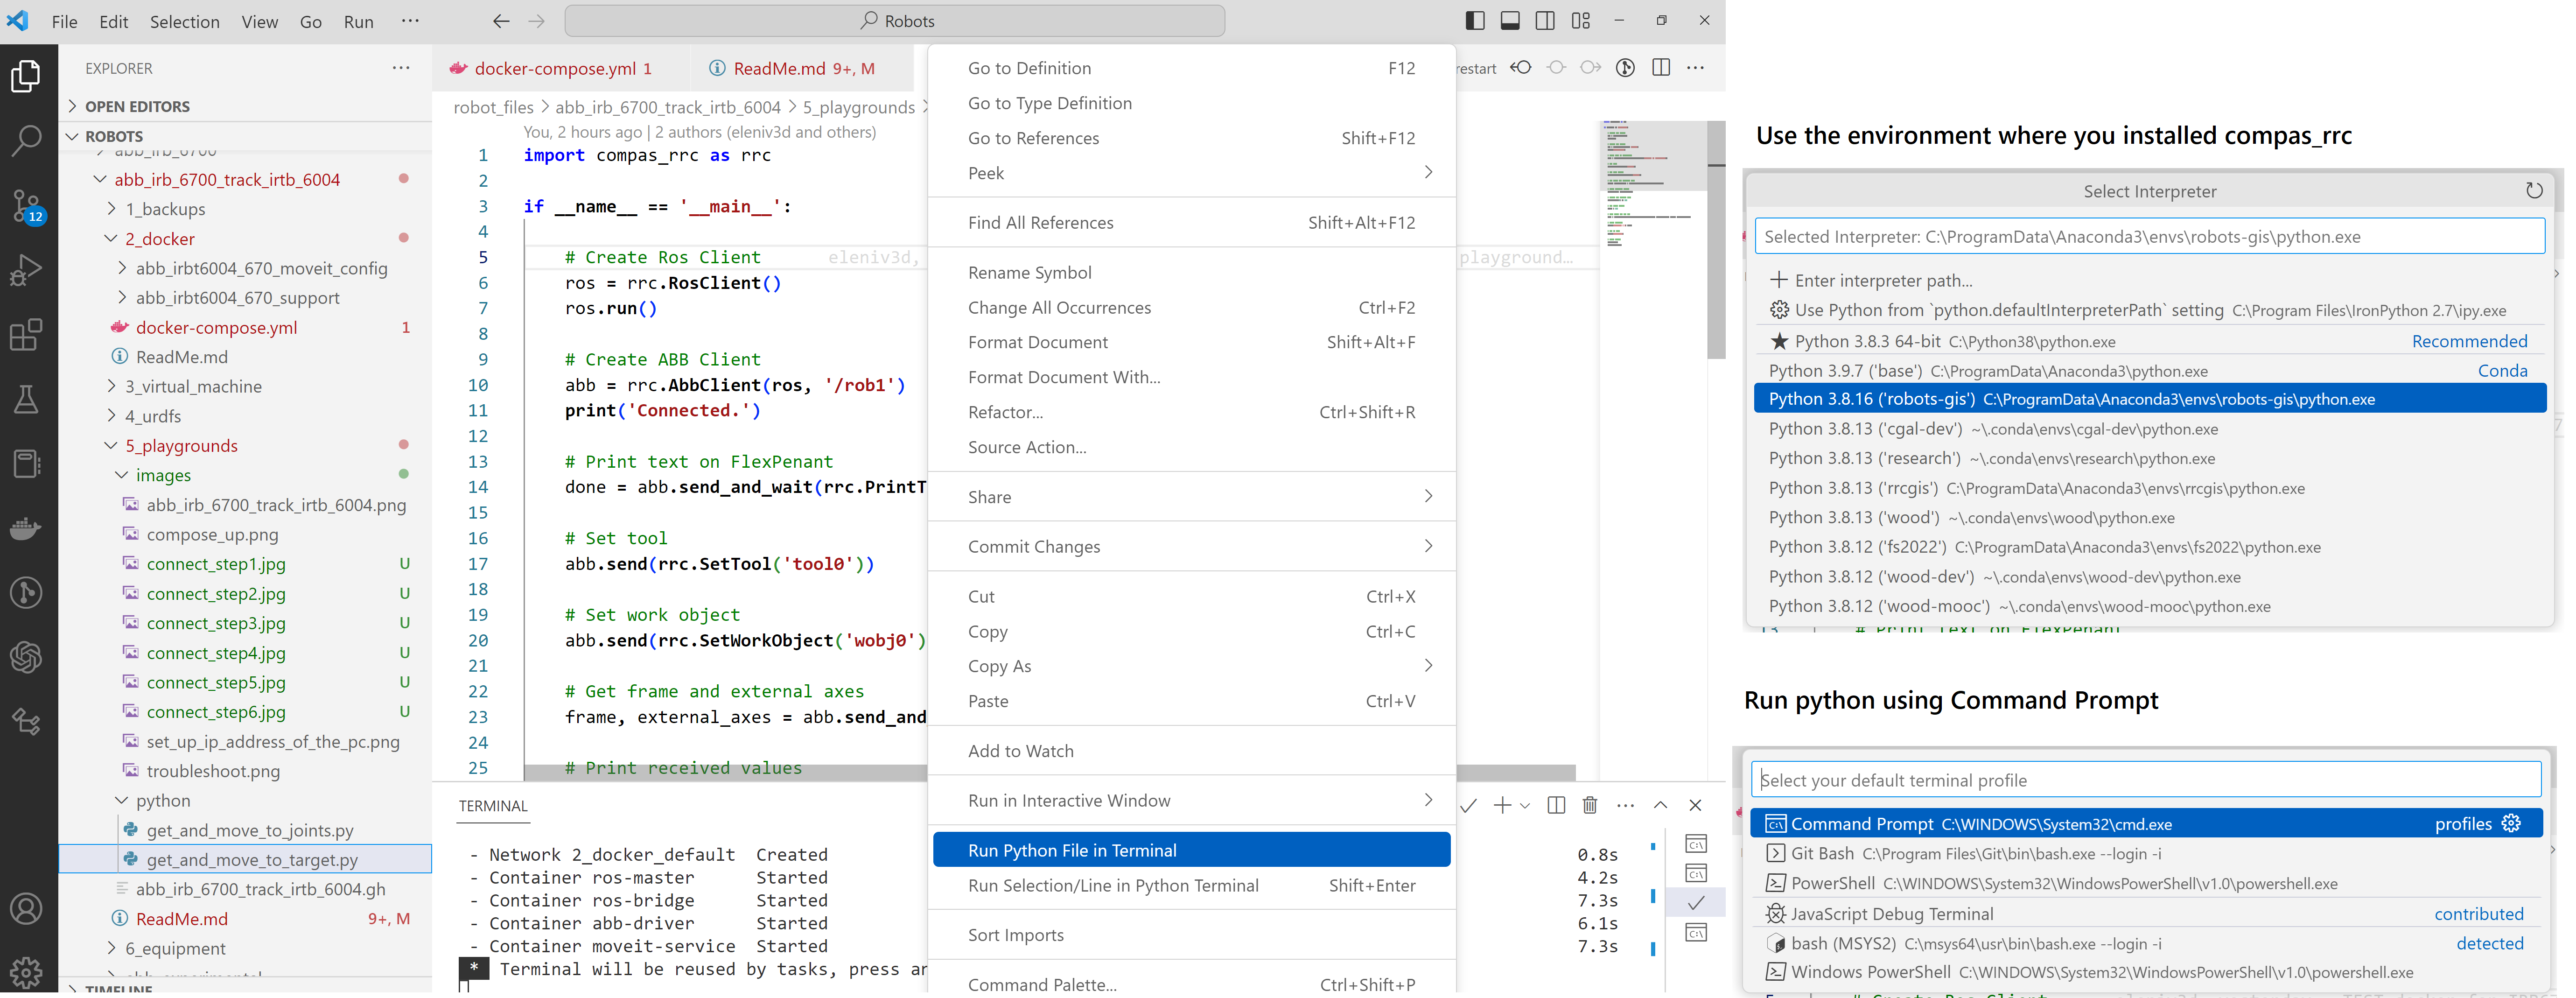 File Edit Selection View Go Run ···
Robots
EXPLORER
OPEN EDITORS
ROBOTS
abb_irb_6700
abb_irb_6700_track_irtb_6004
1_backups
2_docker
abb_irbt6004_670_moveit_config
abb_irbt6004_670_support
docker-compose.yml 1
ReadMe.md
3_virtual_machine
4_urdfs
5_playgrounds
images
abb_irb_6700_track_irtb_6004.png
compose_up.png
connect_step1.jpg U
connect_step2.jpg U
connect_step3.jpg U
connect_step4.jpg U
connect_step5.jpg U
connect_step6.jpg U
set_up_ip_address_of_the_pc.png
troubleshoot.png
python
get_and_move_to_joints.py
get_and_move_to_target.py
abb_irb_6700_track_irtb_6004.gh
ReadMe.md 9+, M
6_equipment
TIMELINE
12
docker-compose.yml 1
ReadMe.md 9+, M
restart
robot_files > abb_irb_6700_track_irtb_6004 > 5_playgrounds >
You, 2 hours ago | 2 authors (eleniv3d and others)
1 import compas_rrc as rrc
2
3 if __name__ == '__main__':
4
5 # Create Ros Client eleniv3d, playground…
6 ros = rrc.RosClient()
7 ros.run()
8
9 # Create ABB Client
10 abb = rrc.AbbClient(ros, '/rob1')
11 print('Connected.')
12
13 # Print text on FlexPenant
14 done = abb.send_and_wait(rrc.PrintT
15
16 # Set tool
17 abb.send(rrc.SetTool('tool0'))
18
19 # Set work object
20 abb.send(rrc.SetWorkObject('wobj0')
21
22 # Get frame and external axes
23 frame, external_axes = abb.send_and
24
25 # Print received values
TERMINAL
- Network 2_docker_default Created 0.8s
- Container ros-master Started 4.2s
- Container ros-bridge Started 7.3s
- Container abb-driver Started 6.1s
- Container moveit-service Started 7.3s
* Terminal will be reused by tasks, press
Go to Definition F12
Go to Type Definition
Go to References Shift+F12
Peek
Find All References Shift+Alt+F12
Rename Symbol
Change All Occurrences Ctrl+F2
Format Document Shift+Alt+F
Format Document With...
Refactor... Ctrl+Shift+R
Source Action...
Share
Commit Changes
Cut Ctrl+X
Copy Ctrl+C
Copy As
Paste Ctrl+V
Add to Watch
Run in Interactive Window
Run Python File in Terminal
Run Selection/Line in Python Terminal Shift+Enter
Sort Imports
Command Palette... Ctrl+Shift+P
Use the environment where you installed compas_rrc
Select Interpreter
Selected Interpreter: C:\ProgramData\Anaconda3\envs\robots-gis\python.exe
Enter interpreter path...
Use Python from `python.defaultInterpreterPath` setting C:\Program Files\IronPython 2.7\ipy.exe
Python 3.8.3 64-bit C:\Python38\python.exe Recommended
Python 3.9.7 ('base') C:\ProgramData\Anaconda3\python.exe Conda
Python 3.8.16 ('robots-gis') C:\ProgramData\Anaconda3\envs\robots-gis\python.exe
Python 3.8.13 ('cgal-dev') ~\.conda\envs\cgal-dev\python.exe
Python 3.8.13 ('research') ~\.conda\envs\research\python.exe
Python 3.8.13 ('rrcgis') C:\ProgramData\Anaconda3\envs\rrcgis\python.exe
Python 3.8.13 ('wood') ~\.conda\envs\wood\python.exe
Python 3.8.12 ('fs2022') C:\ProgramData\Anaconda3\envs\fs2022\python.exe
Python 3.8.12 ('wood-dev') ~\.conda\envs\wood-dev\python.exe
Python 3.8.12 ('wood-mooc') ~\.conda\envs\wood-mooc\python.exe
Run python using Command Prompt
Select your default terminal profile
Command Prompt C:\WINDOWS\System32\cmd.exe profiles
Git Bash C:\Program Files\Git\bin\bash.exe --login -i
PowerShell C:\WINDOWS\System32\WindowsPowerShell\v1.0\powershell.exe
JavaScript Debug Terminal contributed
bash (MSYS2) C:\msys64\usr\bin\bash.exe --login -i detected
Windows PowerShell C:\WINDOWS\System32\WindowsPowerShell\v1.0\powershell.exe